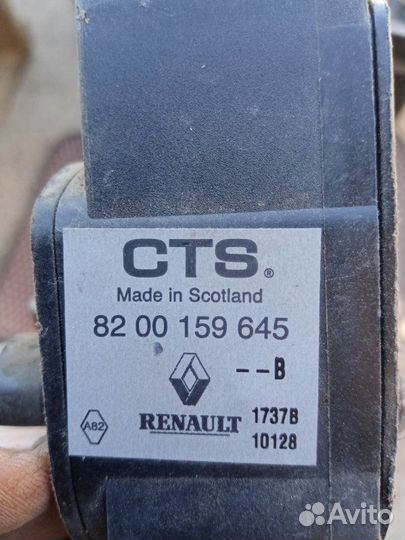 CTS®
Made in Scotland
82 00 159 645
--B
A82
RENAULT
1737B
10128
Avito